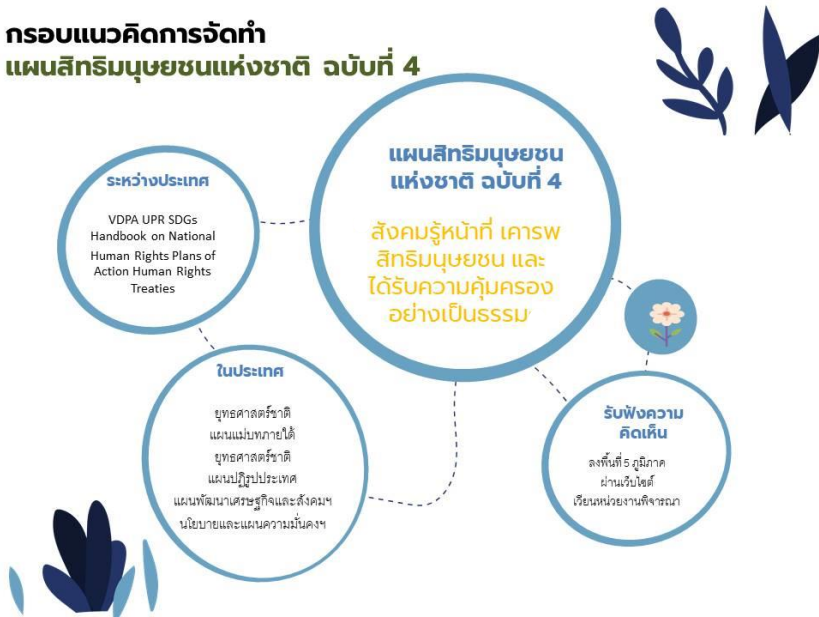 กรอบแนวคิดการจัดทำ
แผนสิทธิมนุษยชนแห่งชาติ ฉบับที่ 4
แผนสิทธิมนุษยชน
แห่งชาติ ฉบับที่ 4
สังคมรู้หน้าที่ เคารพ
สิทธิมนุษยชน และ
ได้รับความคุ้มครอง
อย่างเป็นธรรม
ระหว่างประเทศ
VDPA UPR SDGs
Handbook on National
Human Rights Plans of
Action Human Rights
Treaties
ในประเทศ
ยุทธศาสตร์ชาติ
แผนแม่บทภายใต้
ยุทธศาสตร์ชาติ
แผนปฏิรูปประเทศ
แผนพัฒนาเศรษฐกิจและสังคมฯ
นโยบายและแผนความมั่นคงฯ
รับฟังความ
คิดเห็น
ลงพื้นที่ 5 ภูมิภาค
ผ่านเว็บไซต์
เวียนหน่วยงานพิจารณา